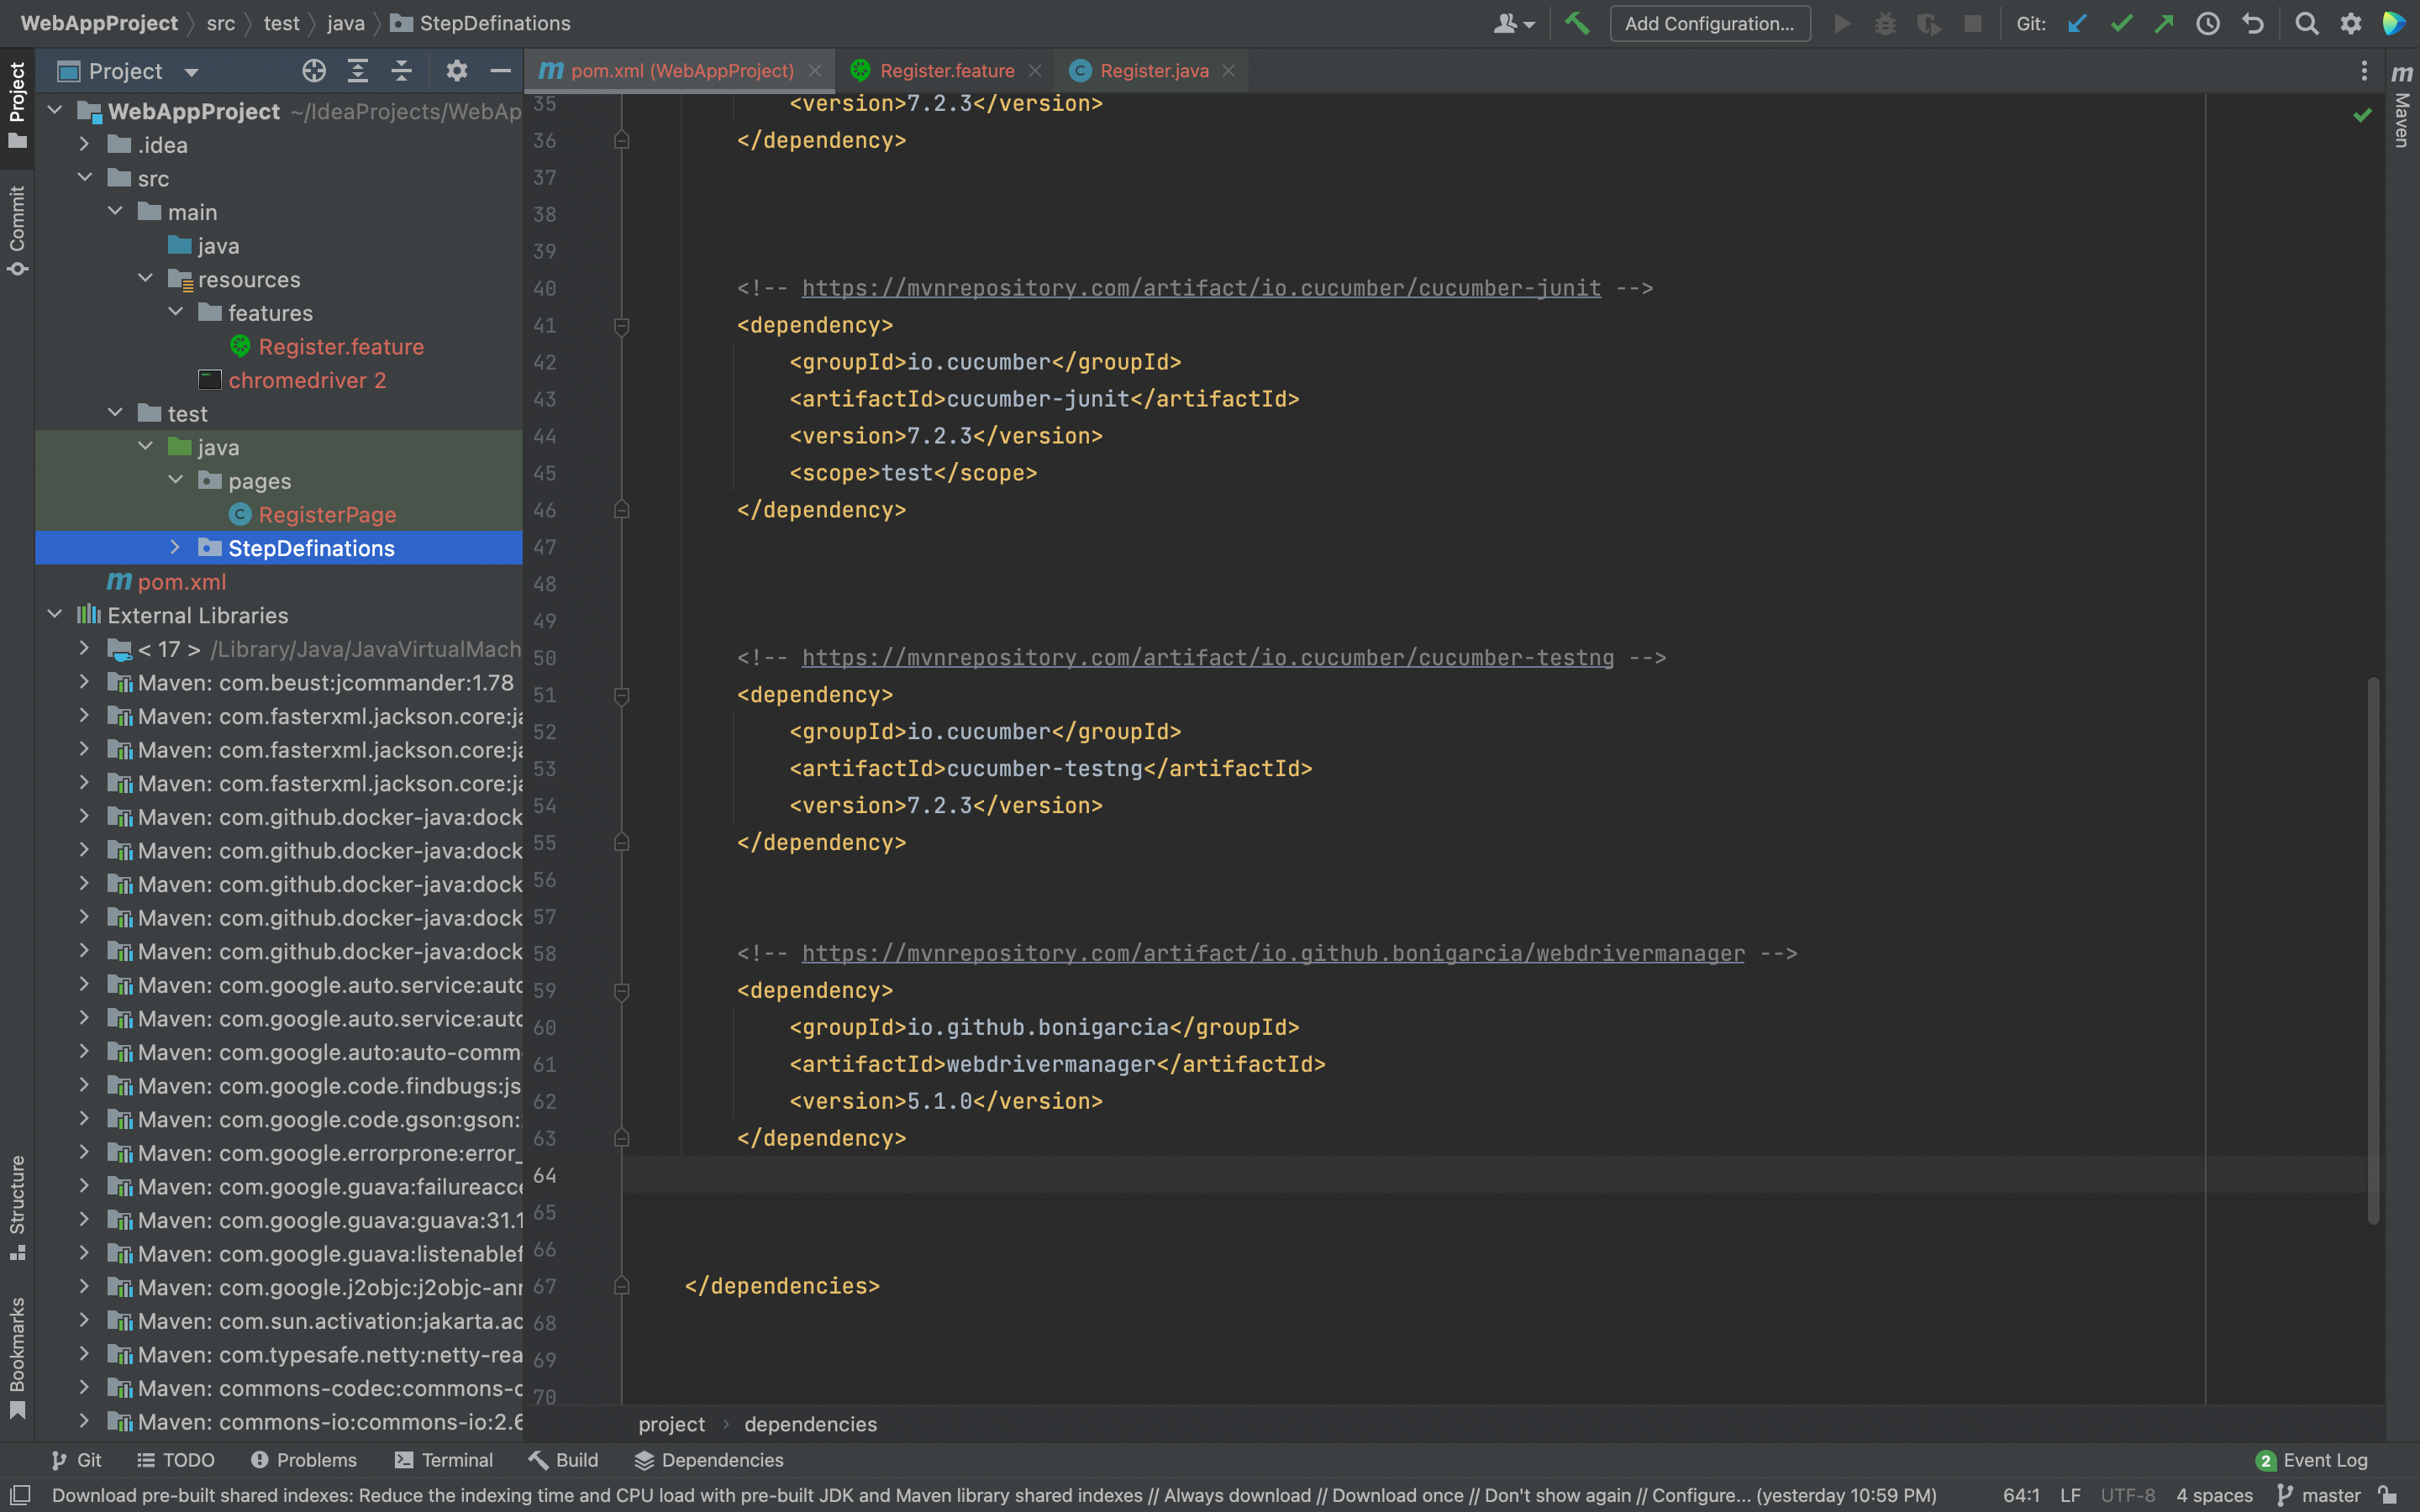 WebAppProject src test java StepDefinations
Add Configuration... Git:
Project
pom.xml (WebAppProject) Register.feature Register.java
Project
Commit
Structure
Bookmarks
Maven
WebAppProject ~/IdeaProjects/WebAp
.idea
src
main
java
resources
features
Register.feature
chromedriver 2
test
java
pages
RegisterPage
StepDefinations
pom.xml
External Libraries
< 17 > /Library/Java/JavaVirtualMach
Maven: com.beust:jcommander:1.78
Maven: com.fasterxml.jackson.core:ja
Maven: com.fasterxml.jackson.core:ja
Maven: com.fasterxml.jackson.core:ja
Maven: com.github.docker-java:dock
Maven: com.github.docker-java:dock
Maven: com.github.docker-java:dock
Maven: com.github.docker-java:dock
Maven: com.github.docker-java:dock
Maven: com.google.auto.service:auto
Maven: com.google.auto.service:auto
Maven: com.google.auto:auto-comm
Maven: com.google.code.findbugs:js
Maven: com.google.code.gson:gson:
Maven: com.google.errorprone:error_
Maven: com.google.guava:failureacce
Maven: com.google.guava:guava:31.1
Maven: com.google.guava:listenablef
Maven: com.google.j2objc:j2objc-ann
Maven: com.sun.activation:jakarta.ac
Maven: com.typesafe.netty:netty-rea
Maven: commons-codec:commons-c
Maven: commons-io:commons-io:2.6
35 <version>7.2.3</version>
36 </dependency>
37
38
39
40 <!-- https://mvnrepository.com/artifact/io.cucumber/cucumber-junit -->
41 <dependency>
42 <groupId>io.cucumber</groupId>
43 <artifactId>cucumber-junit</artifactId>
44 <version>7.2.3</version>
45 <scope>test</scope>
46 </dependency>
47
48
49
50 <!-- https://mvnrepository.com/artifact/io.cucumber/cucumber-testng -->
51 <dependency>
52 <groupId>io.cucumber</groupId>
53 <artifactId>cucumber-testng</artifactId>
54 <version>7.2.3</version>
55 </dependency>
56
57
58 <!-- https://mvnrepository.com/artifact/io.github.bonigarcia/webdrivermanager -->
59 <dependency>
60 <groupId>io.github.bonigarcia</groupId>
61 <artifactId>webdrivermanager</artifactId>
62 <version>5.1.0</version>
63 </dependency>
64
65
66
67 </dependencies>
68
69
70
project dependencies
Git TODO Problems Terminal Build Dependencies 2 Event Log
Download pre-built shared indexes: Reduce the indexing time and CPU load with pre-built JDK and Maven library shared indexes // Always download // Download once // Don't show again // Configure... (yesterday 10:59 PM) 64:1 LF UTF-8 4 spaces master